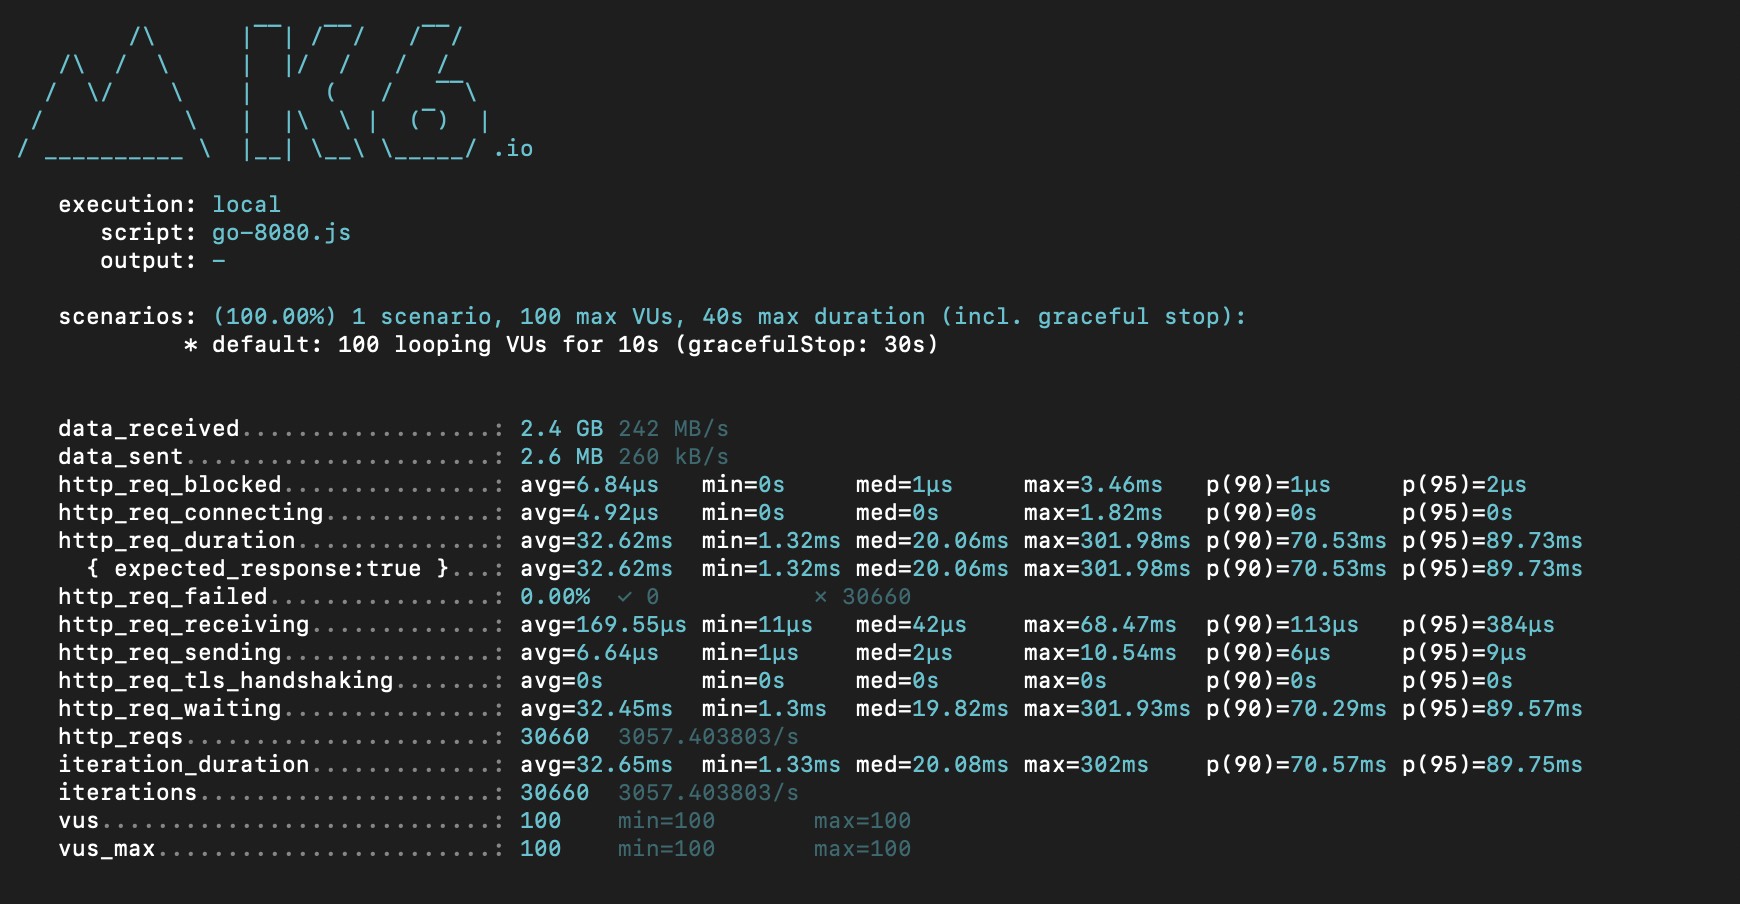 /\      |‾‾| /‾‾/   /‾‾/
     /\  /  \     |  |/  /   /  /
    /  \/    \    |     (   /   ‾‾\
   /          \   |  |\  \ |  (‾)  |
  / __________ \  |__| \__\ \_____/ .io
execution: local
script: go-8080.js
output: -
scenarios: (100.00%) 1 scenario, 100 max VUs, 40s max duration (incl. graceful stop):
* default: 100 looping VUs for 10s (gracefulStop: 30s)
data_received..................: 2.4 GB 242 MB/s
data_sent......................: 2.6 MB 260 kB/s
http_req_blocked...............: avg=6.84µs   min=0s     med=1µs     max=3.46ms   p(90)=1µs     p(95)=2µs
http_req_connecting............: avg=4.92µs   min=0s     med=0s      max=1.82ms   p(90)=0s      p(95)=0s
http_req_duration..............: avg=32.62ms  min=1.32ms med=20.06ms max=301.98ms p(90)=70.53ms p(95)=89.73ms
{ expected_response:true }...: avg=32.62ms  min=1.32ms med=20.06ms max=301.98ms p(90)=70.53ms p(95)=89.73ms
http_req_failed................: 0.00%  ✓ 0          ✗ 30660
http_req_receiving.............: avg=169.55µs min=11µs   med=42µs    max=68.47ms  p(90)=113µs   p(95)=384µs
http_req_sending...............: avg=6.64µs   min=1µs    med=2µs     max=10.54ms  p(90)=6µs     p(95)=9µs
http_req_tls_handshaking.......: avg=0s       min=0s     med=0s      max=0s       p(90)=0s      p(95)=0s
http_req_waiting...............: avg=32.45ms  min=1.3ms  med=19.82ms max=301.93ms p(90)=70.29ms p(95)=89.57ms
http_reqs......................: 30660  3057.403803/s
iteration_duration.............: avg=32.65ms  min=1.33ms med=20.08ms max=302ms    p(90)=70.57ms p(95)=89.75ms
iterations.....................: 30660  3057.403803/s
vus............................: 100    min=100       max=100
vus_max........................: 100    min=100       max=100